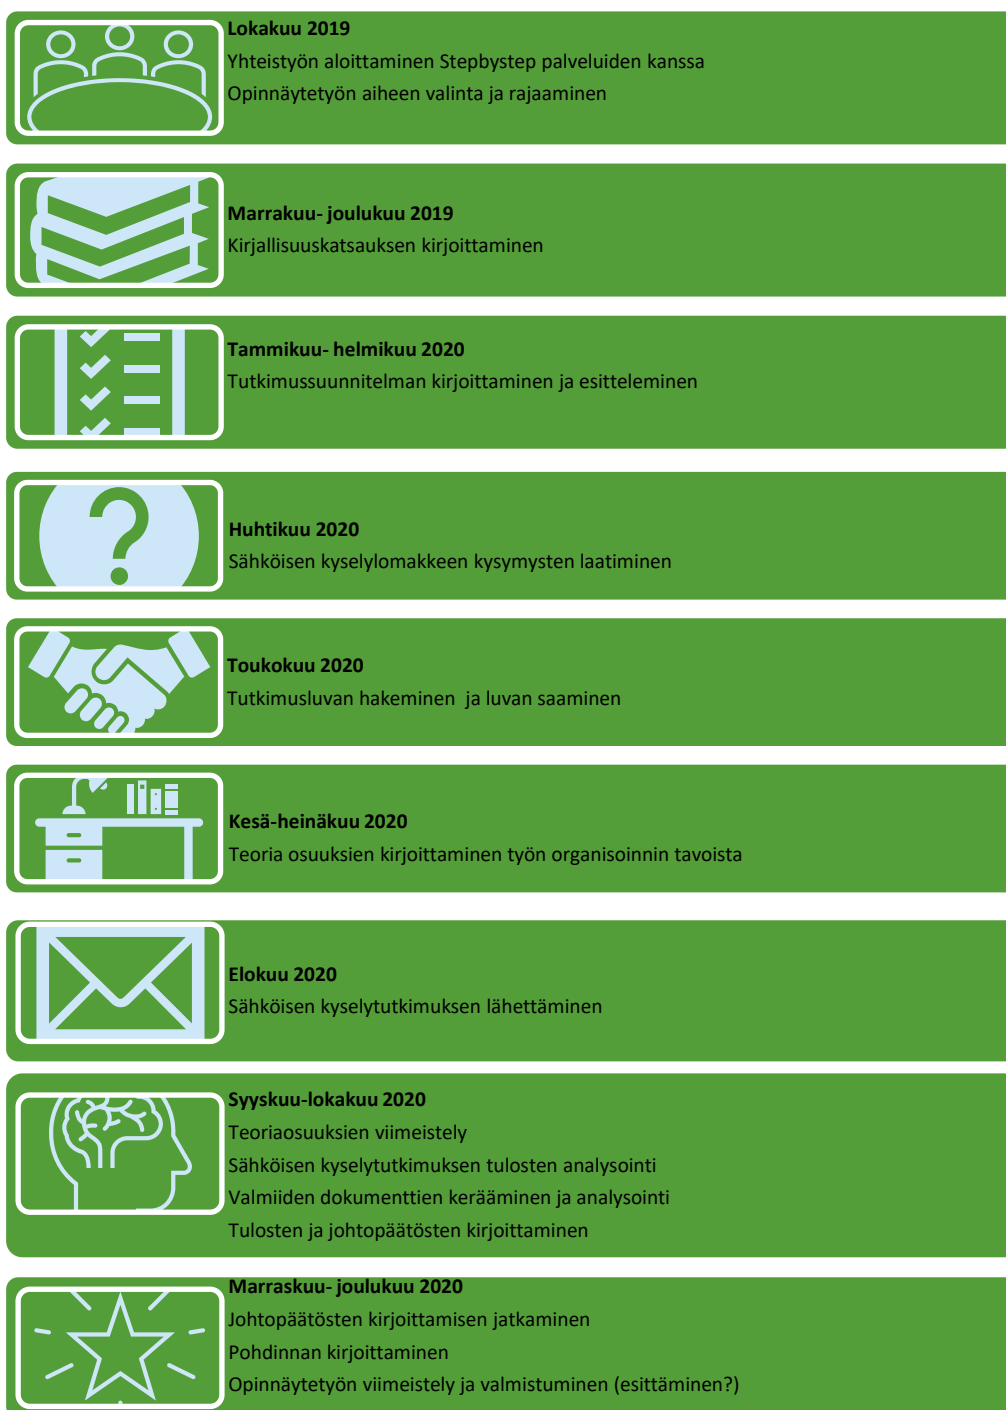 Lokakuu 2019
Yhteistyön aloittaminen Stepbystep palveluiden kanssa
Opinnäytetyön aiheen valinta ja rajaaminen
Marrakuu- joulukuu 2019
Kirjallisuuskatsauksen kirjoittaminen
Tammikuu- helmikuu 2020
Tutkimussuunnitelman kirjoittaminen ja esitteleminen
Huhtikuu 2020
Sähköisen kyselylomakkeen kysymysten laatiminen
Toukokuu 2020
Tutkimusluvan hakeminen  ja luvan saaminen
Kesä-heinäkuu 2020
Teoria osuuksien kirjoittaminen työn organisoinnin tavoista
Elokuu 2020
Sähköisen kyselytutkimuksen lähettäminen
Syyskuu-lokakuu 2020
Teoriaosuuksien viimeistely
Sähköisen kyselytutkimuksen tulosten analysointi
Valmiiden dokumenttien kerääminen ja analysointi
Tulosten ja johtopäätösten kirjoittaminen
Marraskuu- joulukuu 2020
Johtopäätösten kirjoittamisen jatkaminen
Pohdinnan kirjoittaminen
Opinnäytetyön viimeistely ja valmistuminen (esittäminen?)